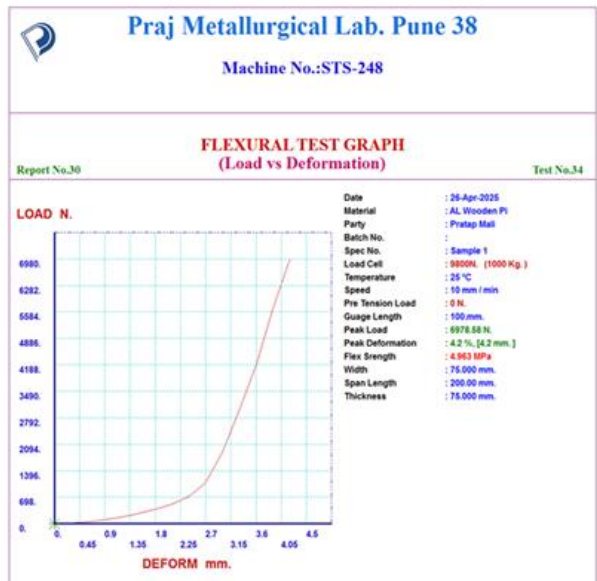 Praj Metallurgical Lab. Pune 38
Machine No.:STS-248
FLEXURAL TEST GRAPH
(Load vs Deformation)
Report No.30
Test No.34
Date : 26-Apr-2025
Material : AL Wooden Pi
Party : Pratap Mali
Batch No. :
Spec No. : Sample 1
Load Cell : 9800N. (1000 Kg.)
Temperature : 25 °C
Speed : 10 mm / min
Pre Tension Load : 0 N.
Guage Length : 100.mm.
Peak Load : 6978.58 N.
Peak Deformation : 4.2 %, [4.2 mm. ]
Flex Srength : 4.963 MPa
Width : 75.000 mm.
Span Length : 200.00 mm.
Thickness : 75.000 mm.
LOAD N.
6980.
6282.
5584.
4886.
4188.
3490.
2792.
2094.
1396.
698.
0.
0. 0.9 1.8 2.7 3.6 4.5
0.45 1.35 2.25 3.15 4.05
DEFORM mm.